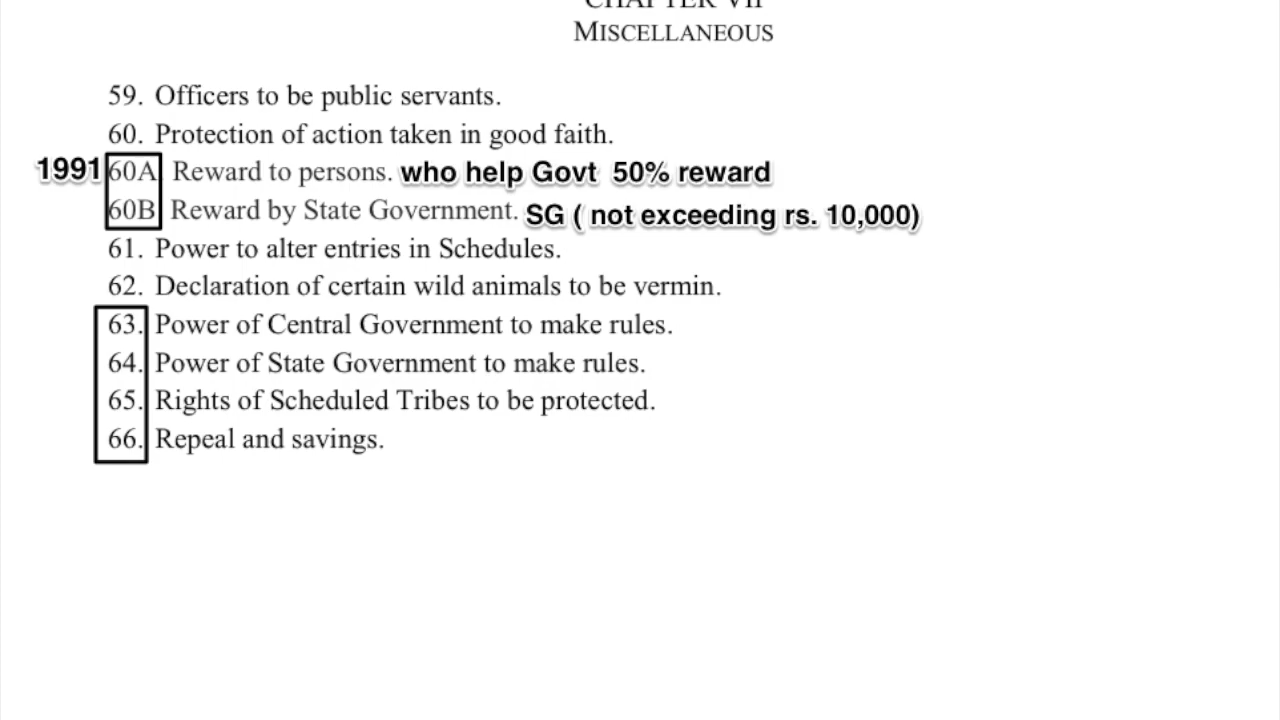 CHAPTER VII
MISCELLANEOUS
59. Officers to be public servants.
60. Protection of action taken in good faith.
1991 60A Reward to persons. who help Govt 50% reward
60B Reward by State Government. SG ( not exceeding rs. 10,000)
61. Power to alter entries in Schedules.
62. Declaration of certain wild animals to be vermin.
63. Power of Central Government to make rules.
64. Power of State Government to make rules.
65. Rights of Scheduled Tribes to be protected.
66. Repeal and savings.